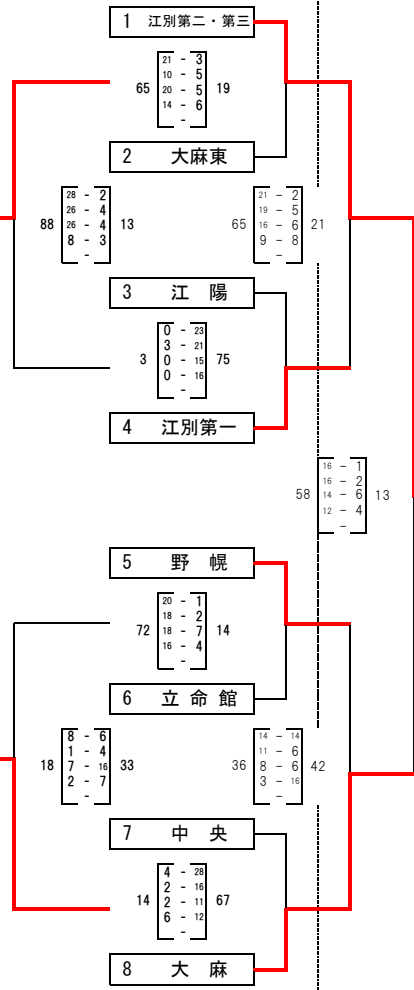 1 江別第二・第三
21 - 3
10 - 5
65 20 - 5 19
14 - 6
-
2 大麻東
28 - 2
26 - 4
88 26 - 4 13
8 - 3
-
21 - 2
19 - 5
65 16 - 6 21
9 - 8
-
3 江 陽
0 - 23
3 - 21
3 0 - 15 75
0 - 16
-
4 江別第一
16 - 1
16 - 2
58 14 - 6 13
12 - 4
-
5 野 幌
20 - 1
18 - 2
72 18 - 7 14
16 - 4
-
6 立 命 館
8 - 6
1 - 4
18 7 - 16 33
2 - 7
-
14 - 14
11 - 6
36 8 - 6 42
3 - 16
-
7 中 央
4 - 28
2 - 16
14 2 - 11 67
6 - 12
-
8 大 麻